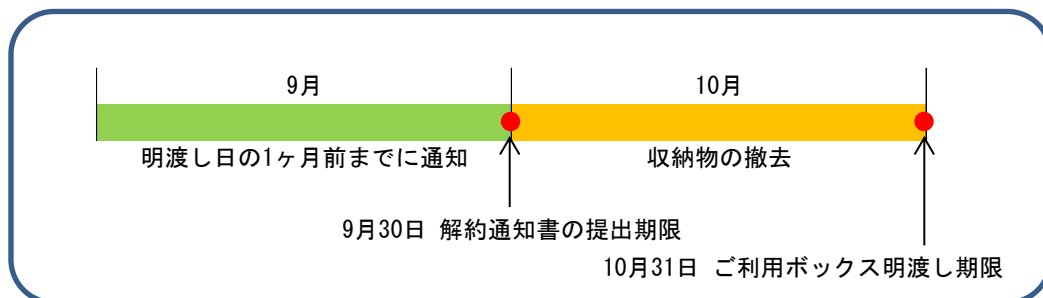 9月
10月
明渡し日の1ヶ月前までに通知
収納物の撤去
9月30日 解約通知書の提出期限
10月31日 ご利用ボックス明渡し期限